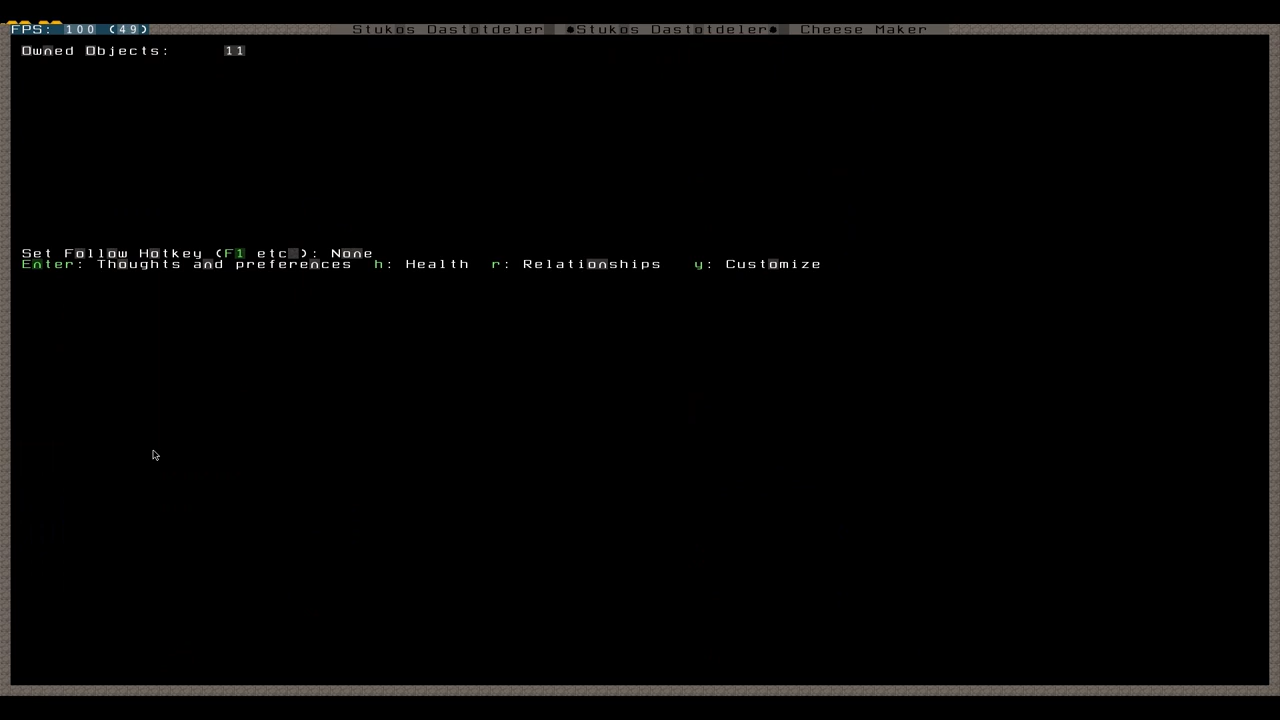 FPS: 100 (49)
Stukos Dastotdeler •Stukos Dastotdeler• Cheese Maker
Owned Objects: 11
Set Follow Hotkey (F1 etc ): None
Enter: Thoughts and preferences h: Health r: Relationships y: Customize